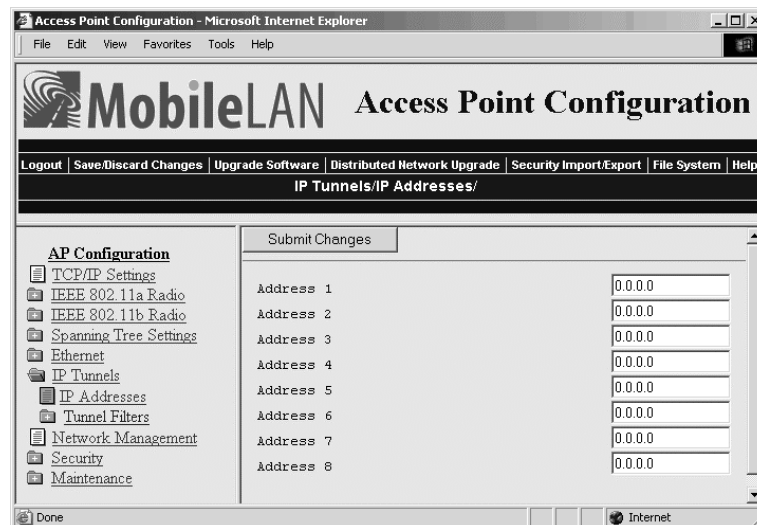 Access Point Configuration - Microsoft Internet Explorer
File Edit View Favorites Tools Help
MobileLAN Access Point Configuration
Logout | Save/Discard Changes | Upgrade Software | Distributed Network Upgrade | Security Import/Export | File System | Help
IP Tunnels/IP Addresses/
AP Configuration
TCP/IP Settings
IEEE 802.11a Radio
IEEE 802.11b Radio
Spanning Tree Settings
Ethernet
IP Tunnels
IP Addresses
Tunnel Filters
Network Management
Security
Maintenance
Submit Changes
Address 1 0.0.0.0
Address 2 0.0.0.0
Address 3 0.0.0.0
Address 4 0.0.0.0
Address 5 0.0.0.0
Address 6 0.0.0.0
Address 7 0.0.0.0
Address 8 0.0.0.0
Done Internet